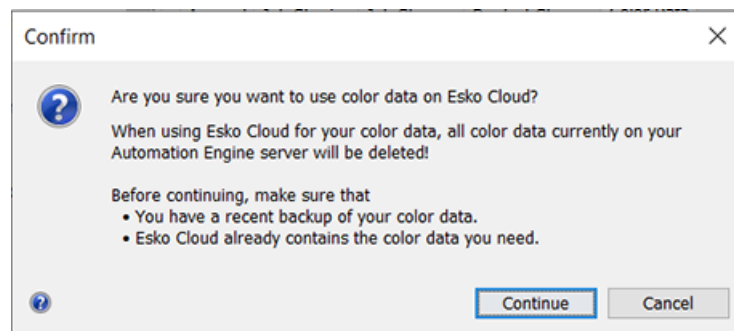 Confirm
Are you sure you want to use color data on Esko Cloud?
When using Esko Cloud for your color data, all color data currently on your
Automation Engine server will be deleted!
Before continuing, make sure that
• You have a recent backup of your color data.
• Esko Cloud already contains the color data you need.
Continue Cancel